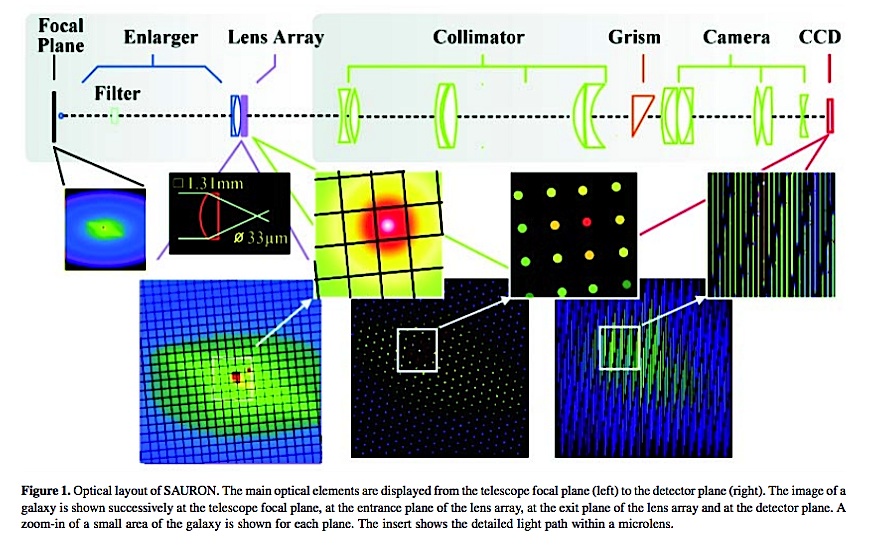 Focal
Plane
Enlarger
Lens Array
Collimator
Grism
Camera
CCD
Filter
□ 1.31mm
Ø 33µm
Figure 1. Optical layout of SAURON. The main optical elements are displayed from the telescope focal plane (left) to the detector plane (right). The image of a
galaxy is shown successively at the telescope focal plane, at the entrance plane of the lens array, at the exit plane of the lens array and at the detector plane. A
zoom-in of a small area of the galaxy is shown for each plane. The insert shows the detailed light path within a microlens.